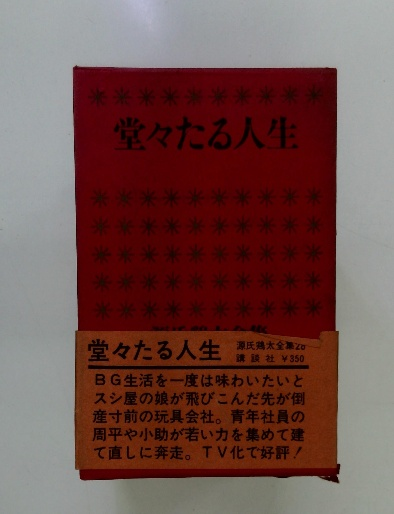 堂々たる人生
堂々たる人生
源氏鶏太全集26
講談社 ¥350
BG生活を一度は味わいたいと
スシ屋の娘が飛びこんだ先が倒
産寸前の玩具会社。青年社員の
周平や小助が若い力を集めて建
て直しに奔走。TV化で好評!